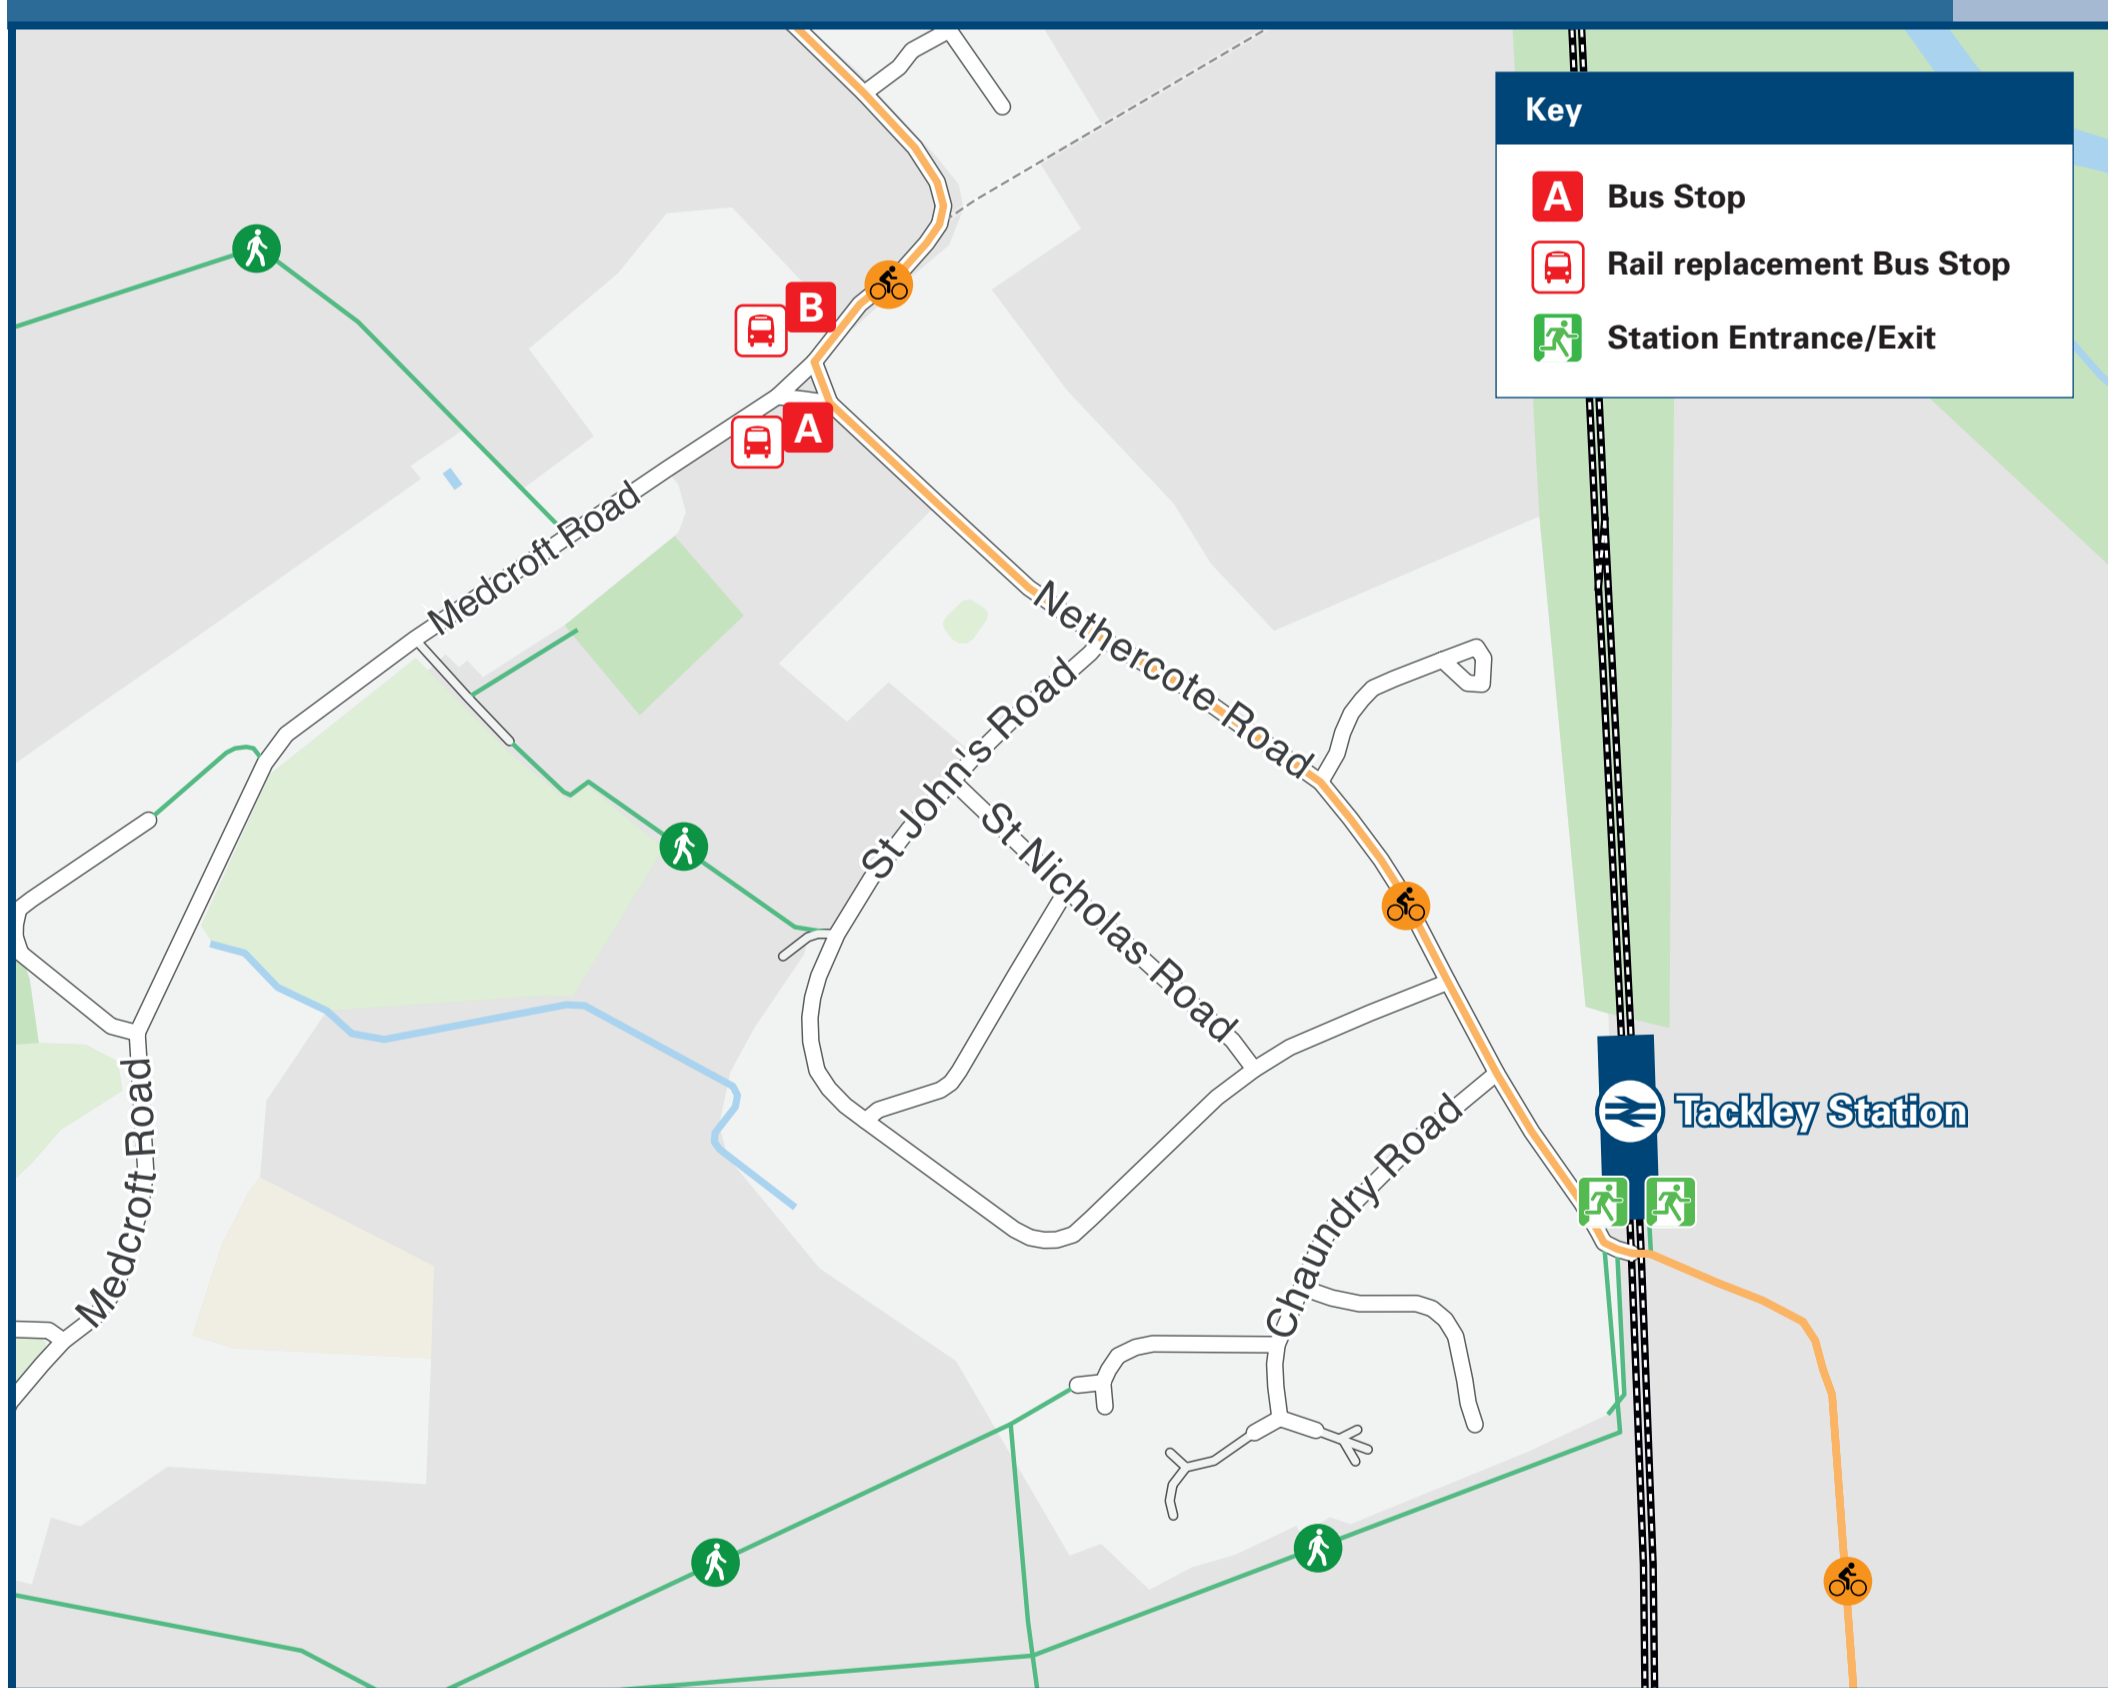 Key
A Bus Stop
Rail replacement Bus Stop
Station Entrance/Exit
B
A
Medcroft Road
Nethercote Road
St John's Road
St Nicholas Road
Medcroft Road
Chaundry Road
Tackley Station